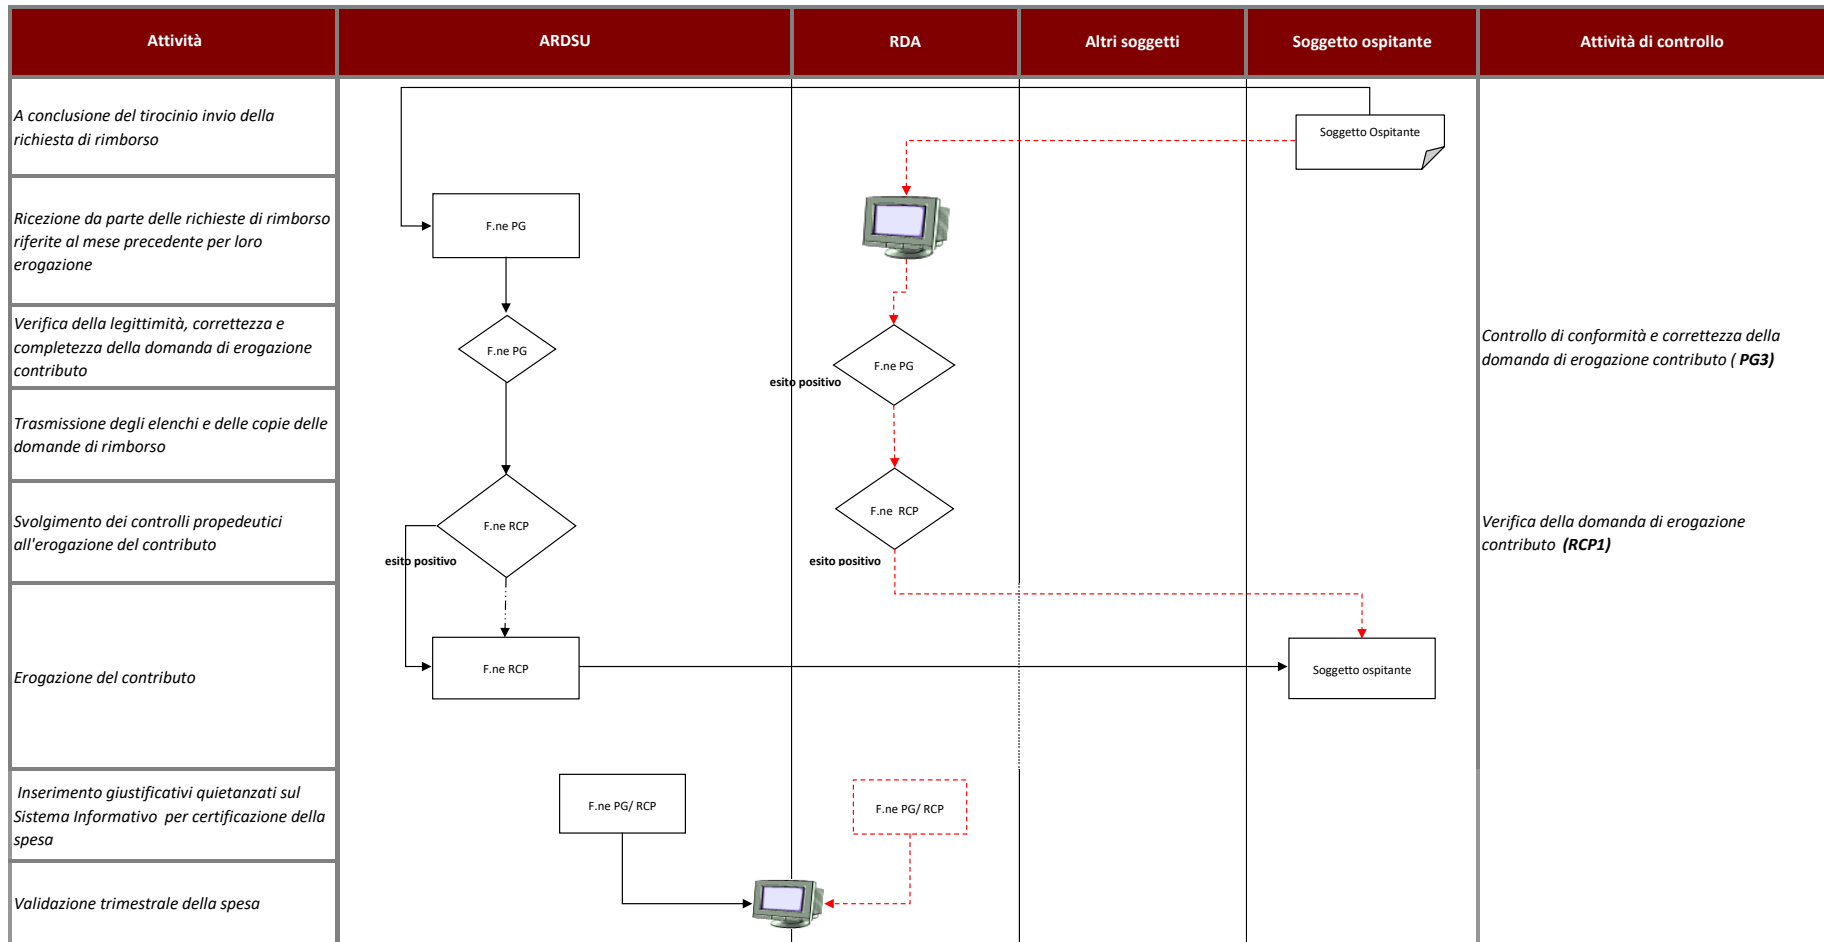 Attività
ARDSU
RDA
Altri soggetti
Soggetto ospitante
Attività di controllo
A conclusione del tirocinio invio della
richiesta di rimborso
Soggetto Ospitante
Ricezione da parte delle richieste di rimborso
riferite al mese precedente per loro
erogazione
F.ne PG
Verifica della legittimità, correttezza e
completezza della domanda di erogazione
contributo
F.ne PG
F.ne PG
esito positivo
Controllo di conformità e correttezza della
domanda di erogazione contributo ( PG3)
Trasmissione degli elenchi e delle copie delle
domande di rimborso
Svolgimento dei controlli propedeutici
all'erogazione del contributo
F.ne RCP
esito positivo
F.ne RCP
esito positivo
Verifica della domanda di erogazione
contributo (RCP1)
Erogazione del contributo
F.ne RCP
Soggetto ospitante
Inserimento giustificativi quietanzati sul
Sistema Informativo per certificazione della
spesa
F.ne PG/ RCP
F.ne PG/ RCP
Validazione trimestrale della spesa